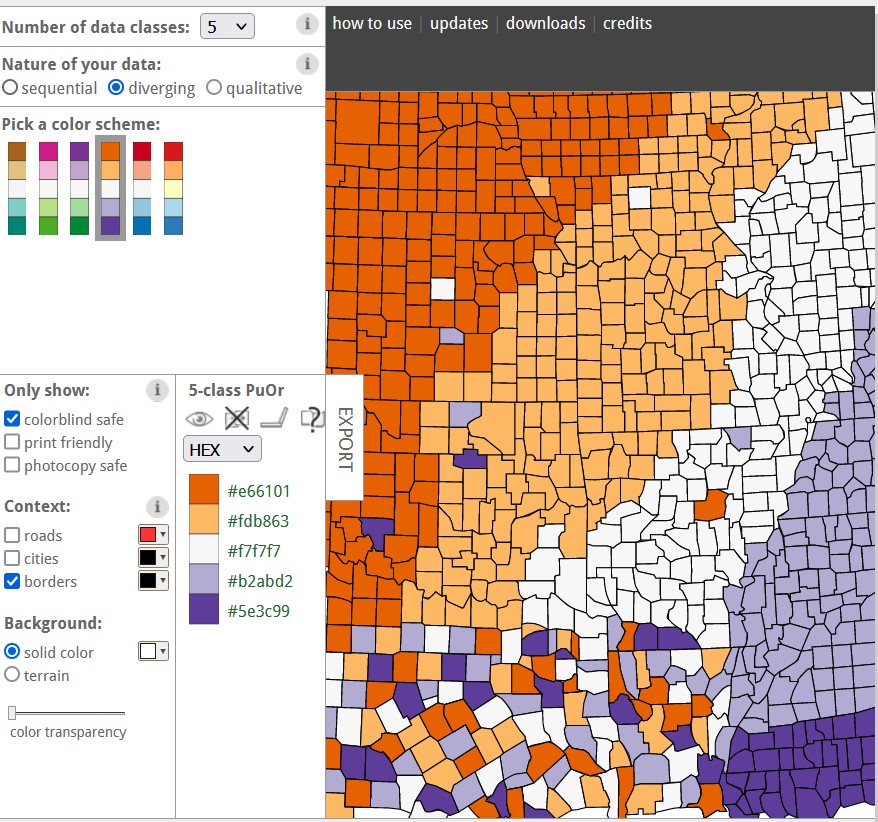 Number of data classes: 5 i
how to use | updates | downloads | credits
Nature of your data: i
sequential diverging qualitative
Pick a color scheme:
Only show: i
colorblind safe
print friendly
photocopy safe
Context: i
roads
cities
borders
Background:
solid color
terrain
color transparency
5-class PuOr
?
HEX
#e66101
#fdb863
#f7f7f7
#b2abd2
#5e3c99
EXPORT